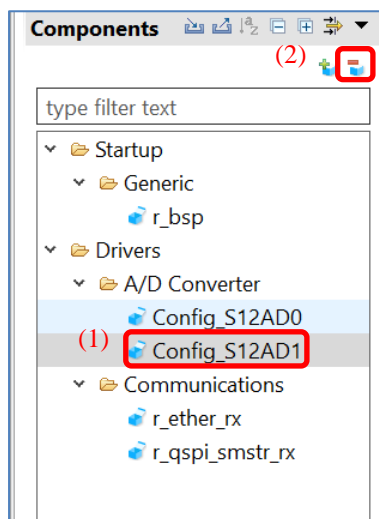 Components
(2)
type filter text
Startup
Generic
r_bsp
Drivers
A/D Converter
Config_S12AD0
(1) Config_S12AD1
Communications
r_ether_rx
r_qspi_smstr_rx